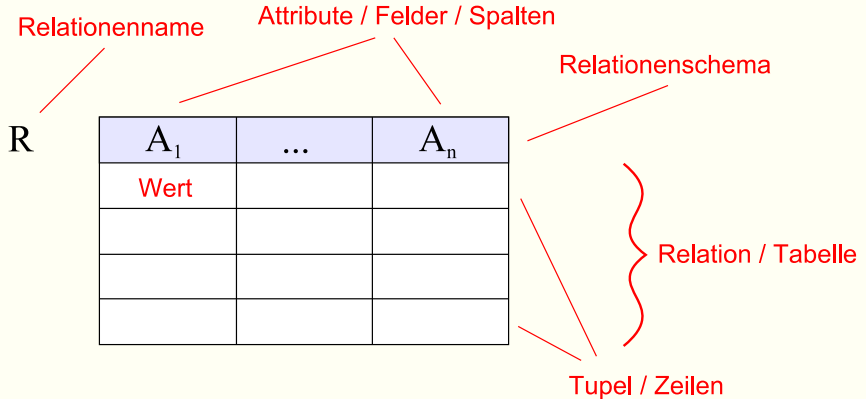 Relationenname
Attribute / Felder / Spalten
Relationenschema
R
A1 ... An
Wert
Relation / Tabelle
Tupel / Zeilen